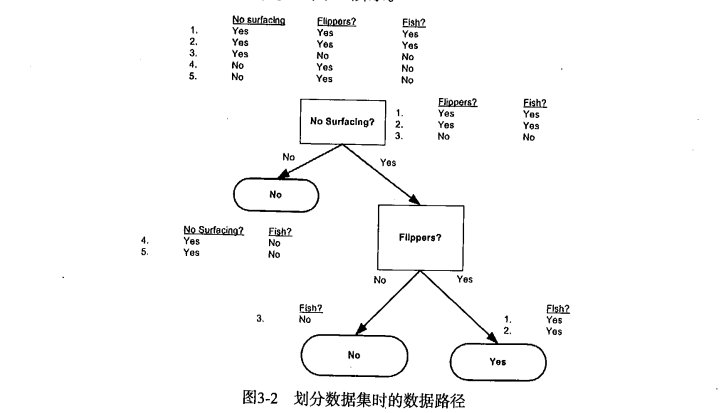 No surfacing Flippers? Fish?
1. Yes Yes Yes
2. Yes Yes Yes
3. Yes No No
4. No Yes No
5. No Yes No
Flippers? Fish?
1. Yes Yes
2. Yes Yes
3. No No
No Surfacing?
No Yes
No
No Surfacing? Fish?
4. Yes No
5. Yes No
Flippers?
No Yes
Fish?
3. No
Fish?
1. Yes
2. Yes
No
Yes
图3-2 划分数据集时的数据路径